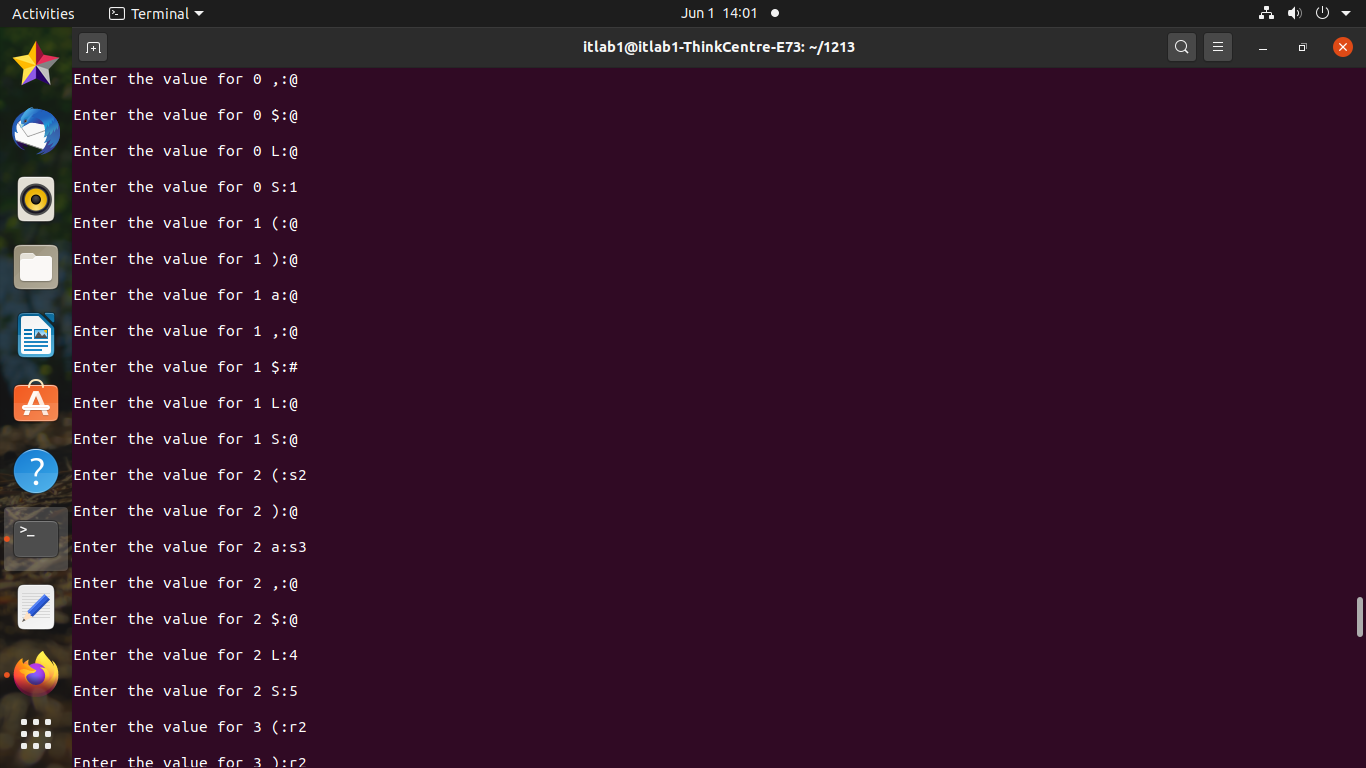 Activities Terminal Jun 1 14:01
itlab1@itlab1-ThinkCentre-E73: ~/1213
Enter the value for 0 ,:@
Enter the value for 0 $:@
Enter the value for 0 L:@
Enter the value for 0 S:1
Enter the value for 1 (:@
Enter the value for 1 ):@
Enter the value for 1 a:@
Enter the value for 1 ,:@
Enter the value for 1 $:#
Enter the value for 1 L:@
Enter the value for 1 S:@
Enter the value for 2 (:s2
Enter the value for 2 ):@
Enter the value for 2 a:s3
Enter the value for 2 ,:@
Enter the value for 2 $:@
Enter the value for 2 L:4
Enter the value for 2 S:5
Enter the value for 3 (:r2
Enter the value for 3 ):r2